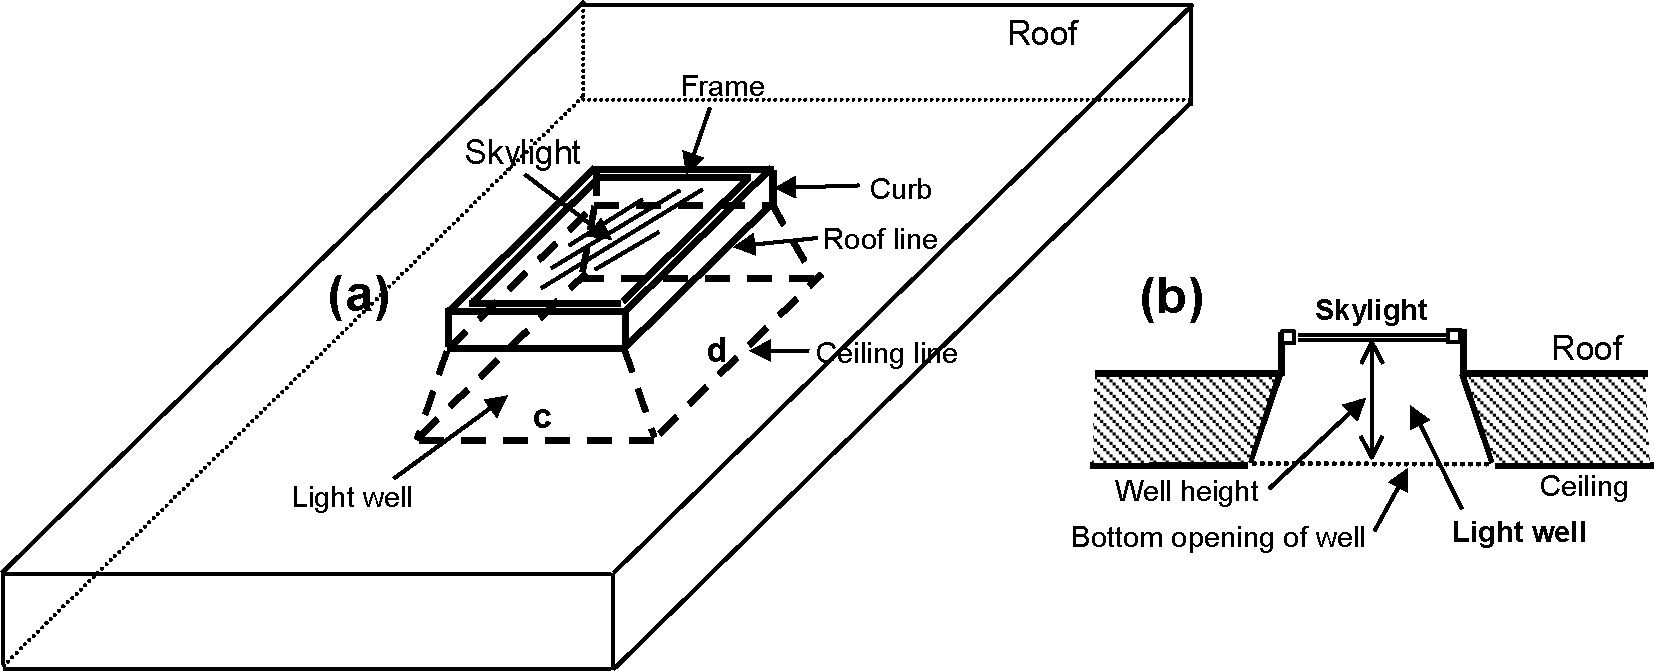 Roof
Frame
Skylight
Curb
Roof line
(a)
d
Ceiling line
c
Light well
(b)
Skylight
Roof
Well height
Ceiling
Bottom opening of well
Light well